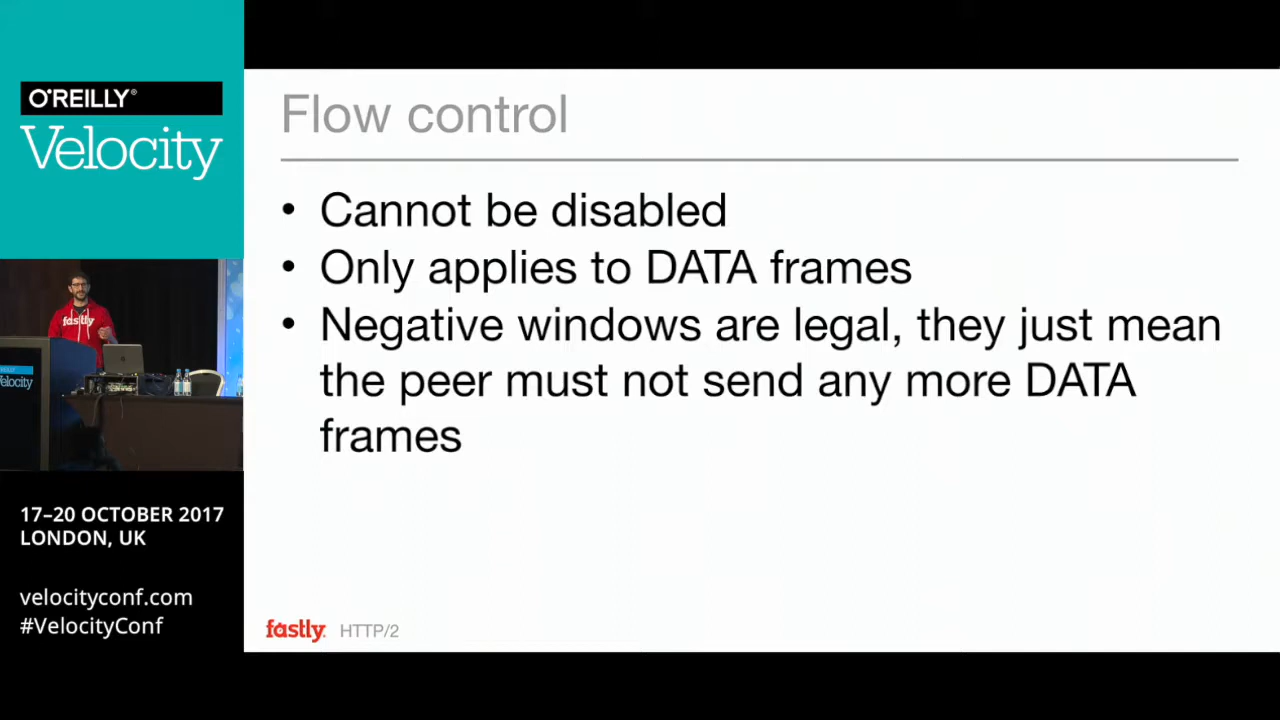 O'REILLY®
Velocity
Flow control
• Cannot be disabled
• Only applies to DATA frames
• Negative windows are legal, they just mean
the peer must not send any more DATA
frames
fastly
Velocity
17–20 OCTOBER 2017
LONDON, UK
velocityconf.com
#VelocityConf
fastly
HTTP/2